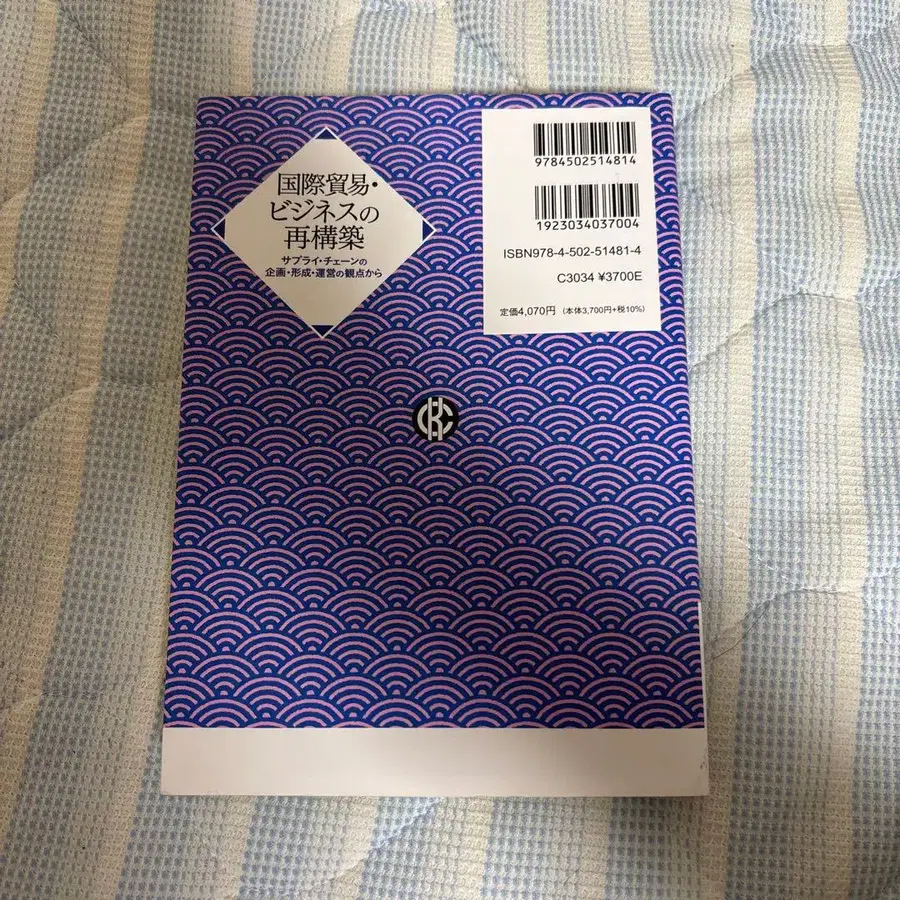 国際貿易・
ビジネスの
再構築
サプライ・チェーンの
企画・形成・運営の観点から
9784502514814
1923034037004
ISBN978-4-502-51481-4
C3034 ¥3700E
定価4,070円 (本体3,700円+税10%)